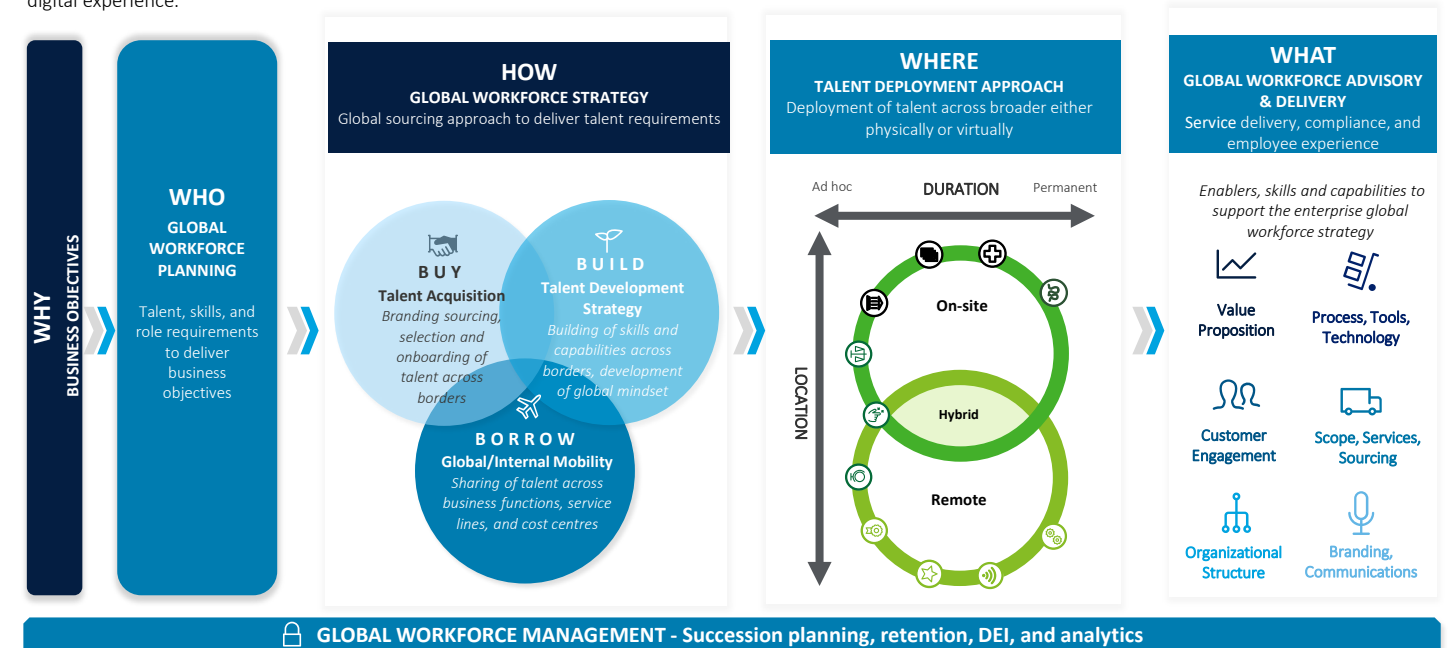 digital experience.
WHY
BUSINESS OBJECTIVES
WHO
GLOBAL
WORKFORCE
PLANNING
Talent, skills, and
role requirements
to deliver
business
objectives
HOW
GLOBAL WORKFORCE STRATEGY
Global sourcing approach to deliver talent requirements
BUY
Talent Acquisition
Branding sourcing,
selection and
onboarding of
talent across
borders
BUILD
Talent Development
Strategy
Building of skills and
capabilities across
borders, development
of global mindset
BORROW
Global/Internal Mobility
Sharing of talent across
business functions, service
lines, and cost centres
WHERE
TALENT DEPLOYMENT APPROACH
Deployment of talent across broader either
physically or virtually
Ad hoc
DURATION
Permanent
LOCATION
On-site
Hybrid
Remote
WHAT
GLOBAL WORKFORCE ADVISORY
& DELIVERY
Service delivery, compliance, and
employee experience
Enablers, skills and capabilities to
support the enterprise global
workforce strategy
Value
Proposition
Process, Tools,
Technology
Customer
Engagement
Scope, Services,
Sourcing
Organizational
Structure
Branding,
Communications
GLOBAL WORKFORCE MANAGEMENT - Succession planning, retention, DEI, and analytics